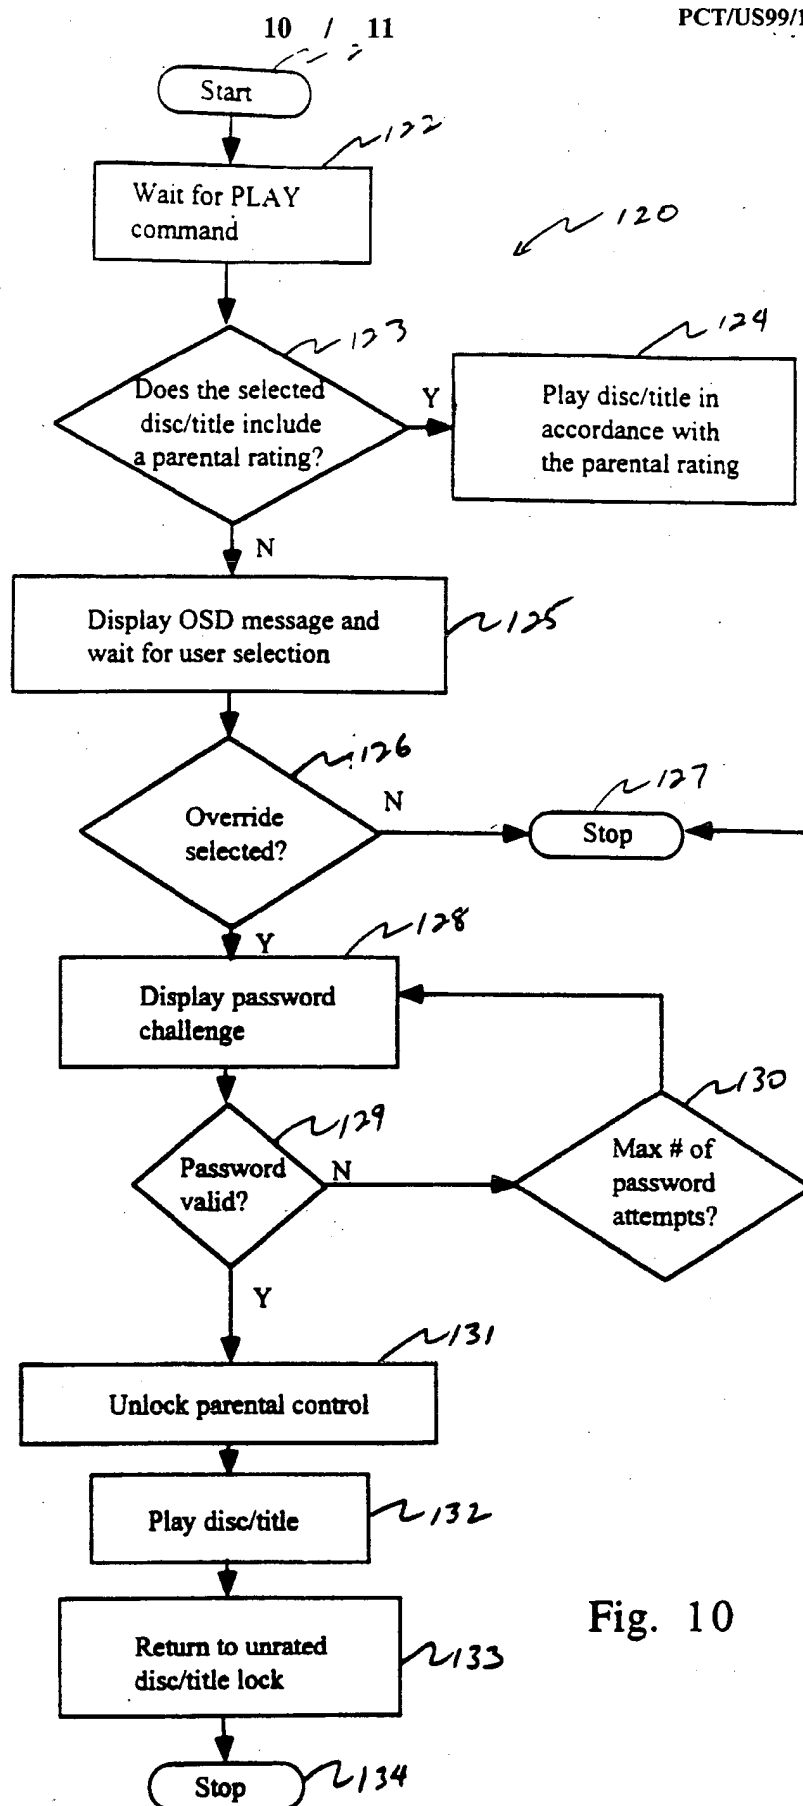 10 / 11
PCT/US99/1
Start
122
Wait for PLAY
command
120
123
124
Does the selected
disc/title include
a parental rating?
Y
Play disc/title in
accordance with
the parental rating
N
Display OSD message and
wait for user selection
125
126
127
Override
selected?
N
Stop
Y
128
Display password
challenge
129
130
Password
valid?
N
Max # of
password
attempts?
Y
131
Unlock parental control
Play disc/title
132
Return to unrated
disc/title lock
133
Fig. 10
Stop
134